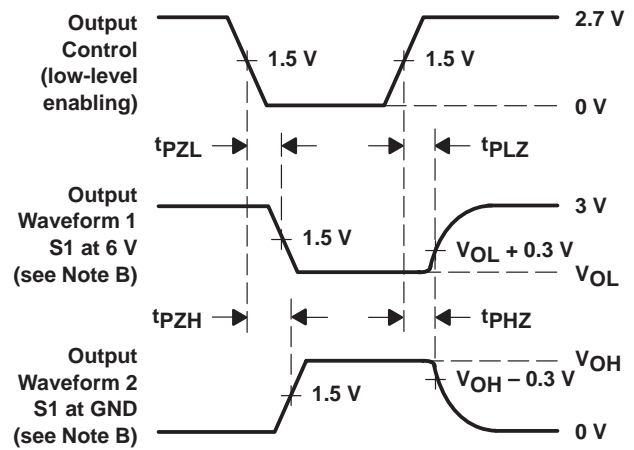 Output
Control
(low-level
enabling)
2.7 V
1.5 V
1.5 V
0 V
tPZL
tPLZ
Output
Waveform 1
S1 at 6 V
(see Note B)
3 V
1.5 V
VOL + 0.3 V
VOL
tPZH
tPHZ
Output
Waveform 2
S1 at GND
(see Note B)
VOH
1.5 V
VOH – 0.3 V
0 V